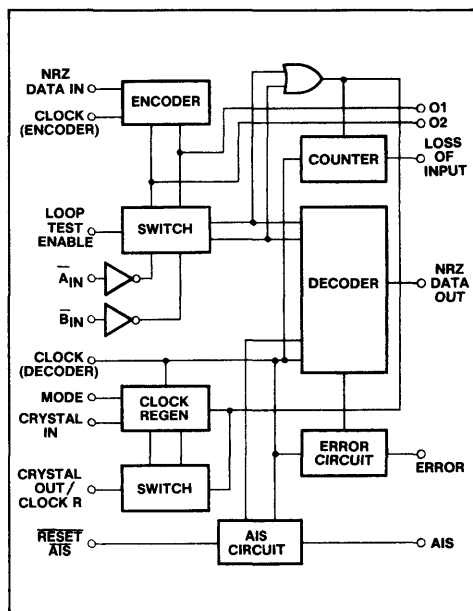 NRZ
DATA IN
CLOCK
(ENCODER)
ENCODER
O1
O2
COUNTER
LOSS
OF
INPUT
LOOP
TEST
ENABLE
SWITCH
A̅IN
B̅IN
DECODER
NRZ
DATA
OUT
CLOCK
(DECODER)
MODE
CRYSTAL
IN
CLOCK
REGEN
CRYSTAL
OUT/
CLOCK R
SWITCH
ERROR
CIRCUIT
ERROR
RESET
AIS
AIS
CIRCUIT
AIS